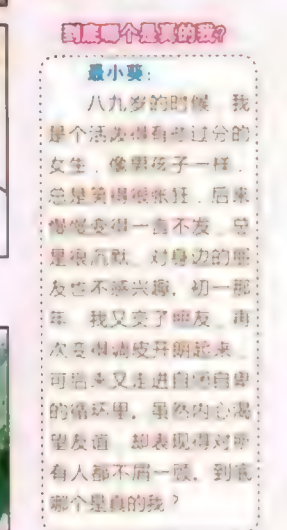 到底哪个是真的我？
最小葵：
八九岁的时候 我
是个活泼得有些过分的
女生，像男孩子一样，
总是笑得很张狂，后来
慢慢变得一言不发，总
是很沉默，对身边的朋
友也不感兴趣，初一那
年，我又交了朋友，再
次变得调皮开朗起来，
可后来又走进自闭自卑
的循环里，虽然内心渴
望友谊，却表现得对所
有人都不屑一顾，到底
哪个是真的我？